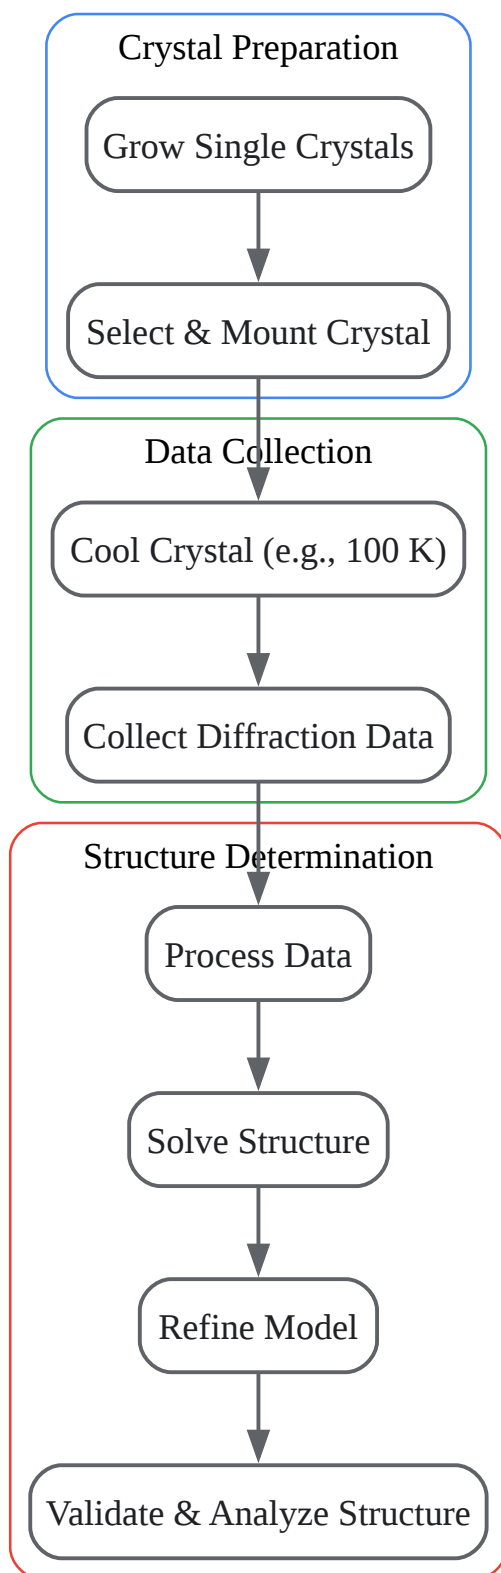 Crystal Preparation
Grow Single Crystals
Select & Mount Crystal
Data Collection
Cool Crystal (e.g., 100 K)
Collect Diffraction Data
Structure Determination
Process Data
Solve Structure
Refine Model
Validate & Analyze Structure